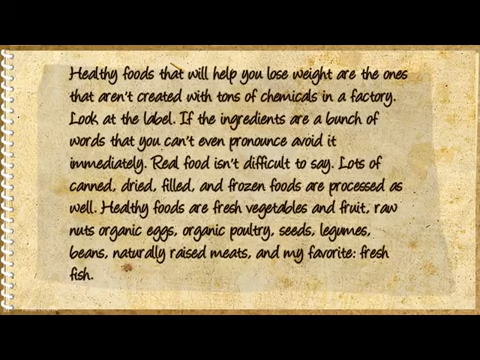 Healthy foods that will help you lose weight are the ones
that aren't created with tons of chemicals in a factory.
Look at the label. If the ingredients are a bunch of
words that you can't even pronounce avoid it
immediately. Real food isn't difficult to say. Lots of
canned, dried, filled, and frozen foods are processed as
well. Healthy foods are fresh vegetables and fruit, raw
nuts organic eggs, organic poultry, seeds, legumes,
beans, naturally raised meats, and my favorite: fresh
fish.